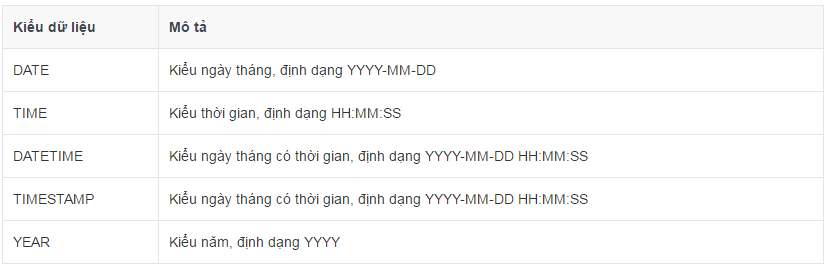 Kiểu dữ liệu Mô tả
DATE Kiểu ngày tháng, định dạng YYYY-MM-DD
TIME Kiểu thời gian, định dạng HH:MM:SS
DATETIME Kiểu ngày tháng có thời gian, định dạng YYYY-MM-DD HH:MM:SS
TIMESTAMP Kiểu ngày tháng có thời gian, định dạng YYYY-MM-DD HH:MM:SS
YEAR Kiểu năm, định dạng YYYY